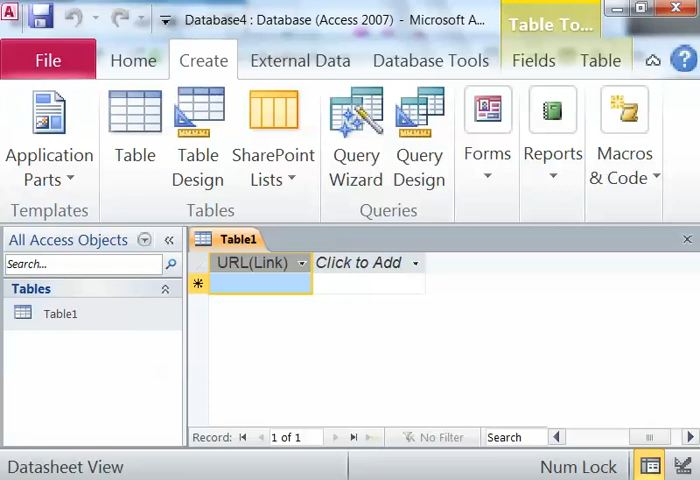 Database4 : Database (Access 2007) - Microsoft A...
Table To...
File Home Create External Data Database Tools Fields Table
Application Parts
Table
Table Design
SharePoint Lists
Query Wizard
Query Design
Forms
Reports
Macros & Code
Templates Tables Queries
All Access Objects
Table1
Search...
URL(Link) Click to Add
Tables
Table1
Record: 1 of 1 No Filter Search
Datasheet View Num Lock